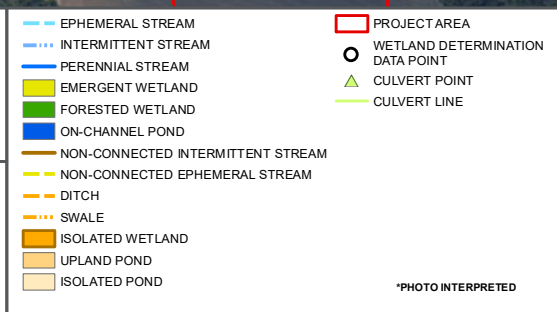 EPHEMERAL STREAM
INTERMITTENT STREAM
PERENNIAL STREAM
EMERGENT WETLAND
FORESTED WETLAND
ON-CHANNEL POND
NON-CONNECTED INTERMITTENT STREAM
NON-CONNECTED EPHEMERAL STREAM
DITCH
SWALE
ISOLATED WETLAND
UPLAND POND
ISOLATED POND
PROJECT AREA
WETLAND DETERMINATION
DATA POINT
CULVERT POINT
CULVERT LINE
*PHOTO INTERPRETED